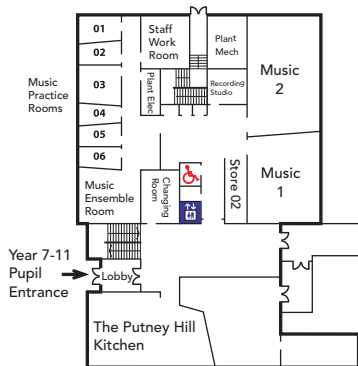 01
02
03
04
05
06
Music
Practice
Rooms
Staff
Work
Room
Plant
Mech
Plant Elec
Recording
Studio
Music
2
Music
Ensemble
Room
Changing
Room
Store 02
Music
1
Year 7-11
Pupil
Entrance
Lobby
The Putney Hill
Kitchen